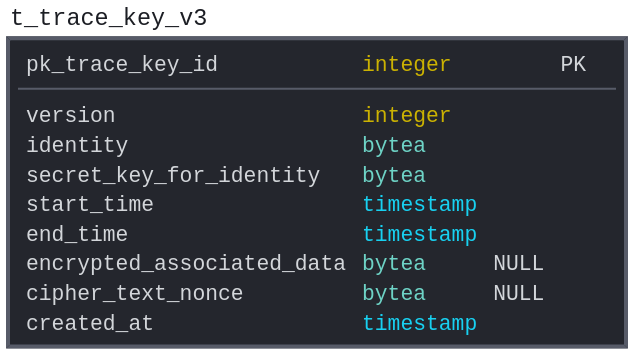 t_trace_key_v3
pk_trace_key_id integer PK
version integer
identity bytea
secret_key_for_identity bytea
start_time timestamp
end_time timestamp
encrypted_associated_data bytea NULL
cipher_text_nonce bytea NULL
created_at timestamp